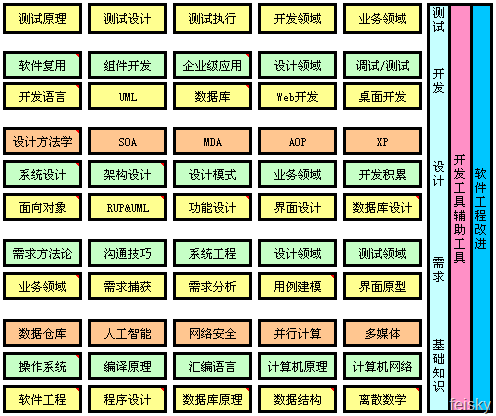 测试原理 测试设计 测试执行 开发领域 业务领域
测试
软件复用 组件开发 企业级应用 设计领域 调试/测试
开发语言 UML 数据库 Web开发 桌面开发
开发
设计方法学 SOA MDA AOP XP
系统设计 架构设计 设计模式 业务领域 开发积累
面向对象 RUP&UML 功能设计 界面设计 数据库设计
设计
需求方法论 沟通技巧 系统工程 设计领域 测试领域
业务领域 需求捕获 需求分析 用例建模 界面原型
需求
数据仓库 人工智能 网络安全 并行计算 多媒体
操作系统 编译原理 汇编语言 计算机原理 计算机网络
软件工程 程序设计 数据库原理 数据结构 离散数学
基础知识
开发工具辅助工具
软件工程改进
feisky